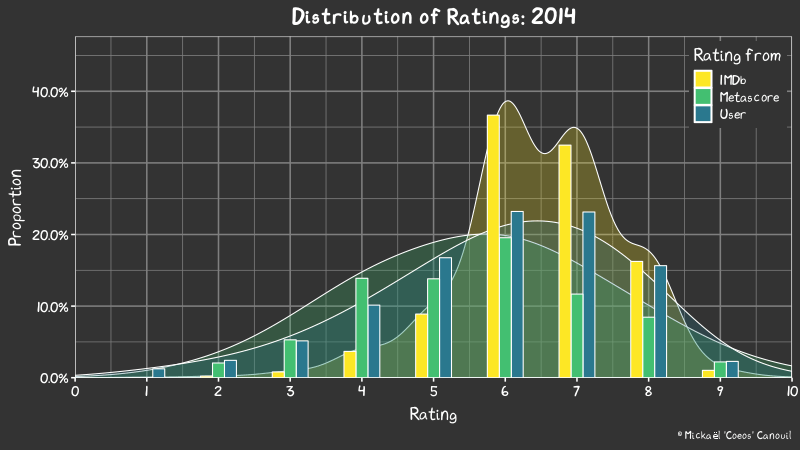 Distribution of Ratings: 2014
Rating from
IMDb
Metascore
User
Proportion
40.0%
30.0%
20.0%
10.0%
0.0%
0 1 2 3 4 5 6 7 8 9 10
Rating
© Mickaël 'Coeos' Canouil